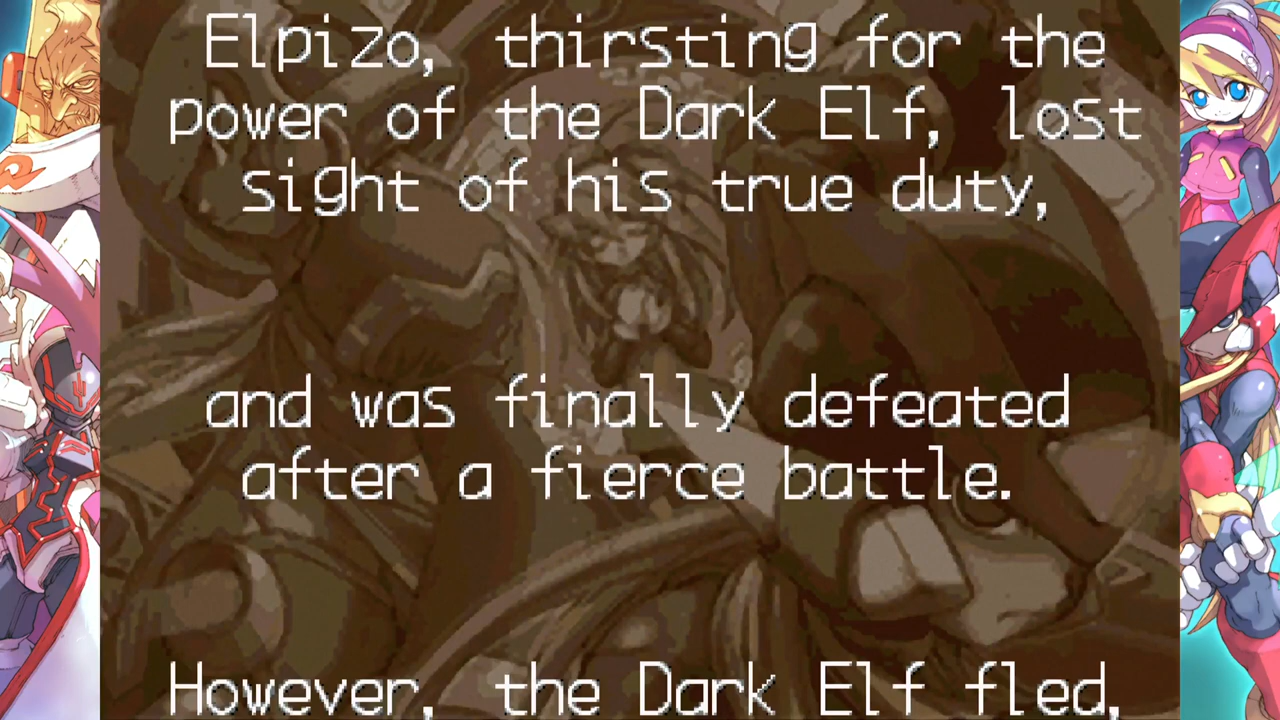 Elpizo, thirsting for the
power of the Dark Elf, lost
sight of his true duty,
and was finally defeated
after a fierce battle.
However, the Dark Elf fled,